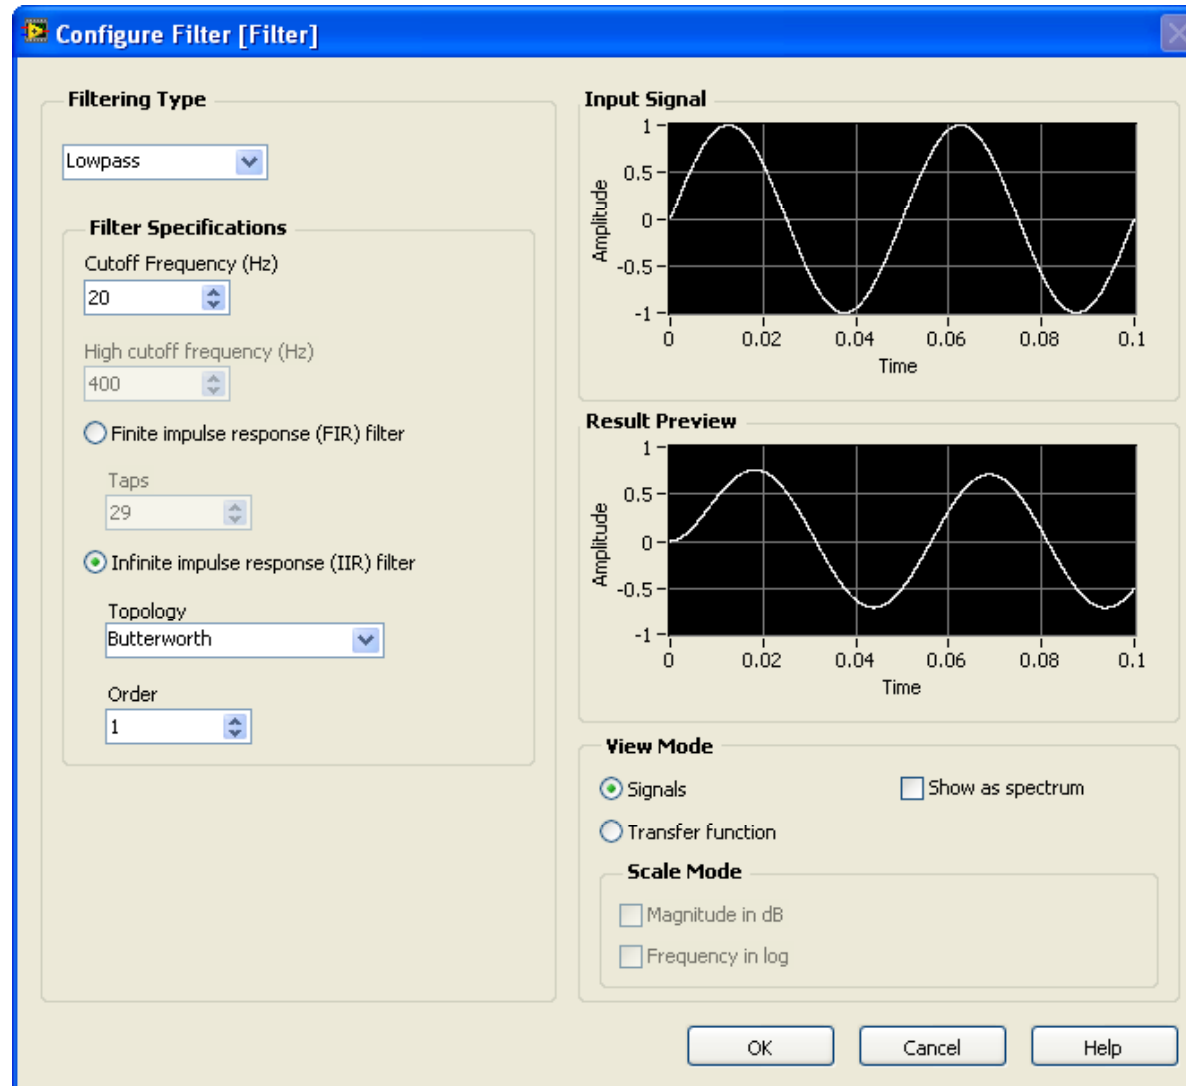 Configure Filter [Filter]
Filtering Type
Lowpass
Filter Specifications
Cutoff Frequency (Hz)
20
High cutoff frequency (Hz)
400
Finite impulse response (FIR) filter
Taps
29
Infinite impulse response (IIR) filter
Topology
Butterworth
Order
1
Input Signal
1
0.5
0
-0.5
-1
Amplitude
0 0.02 0.04 0.06 0.08 0.1
Time
Result Preview
1
0.5
0
-0.5
-1
Amplitude
0 0.02 0.04 0.06 0.08 0.1
Time
View Mode
Signals Show as spectrum
Transfer function
Scale Mode
Magnitude in dB
Frequency in log
OK Cancel Help